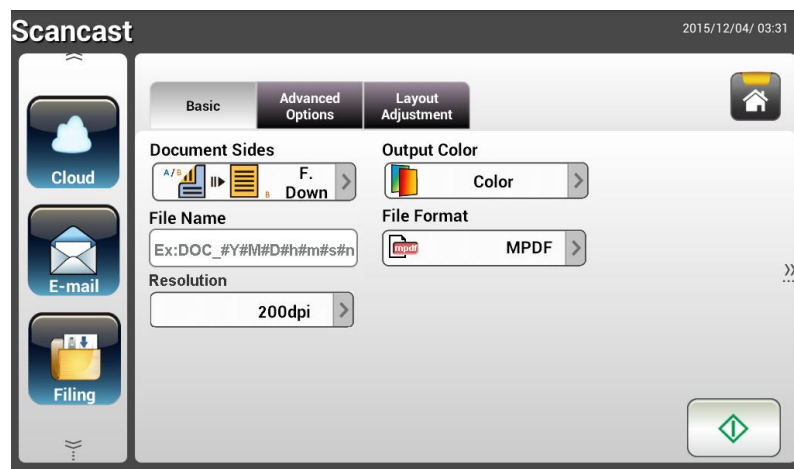 Scancast
2015/12/04/ 03:31
Cloud
E-mail
Filing
Basic
Advanced
Options
Layout
Adjustment
Document Sides
A/B
B
F.
Down
Output Color
Color
File Name
Ex:DOC_#Y#M#D#h#m#s#n
File Format
mpdf
MPDF
Resolution
200dpi